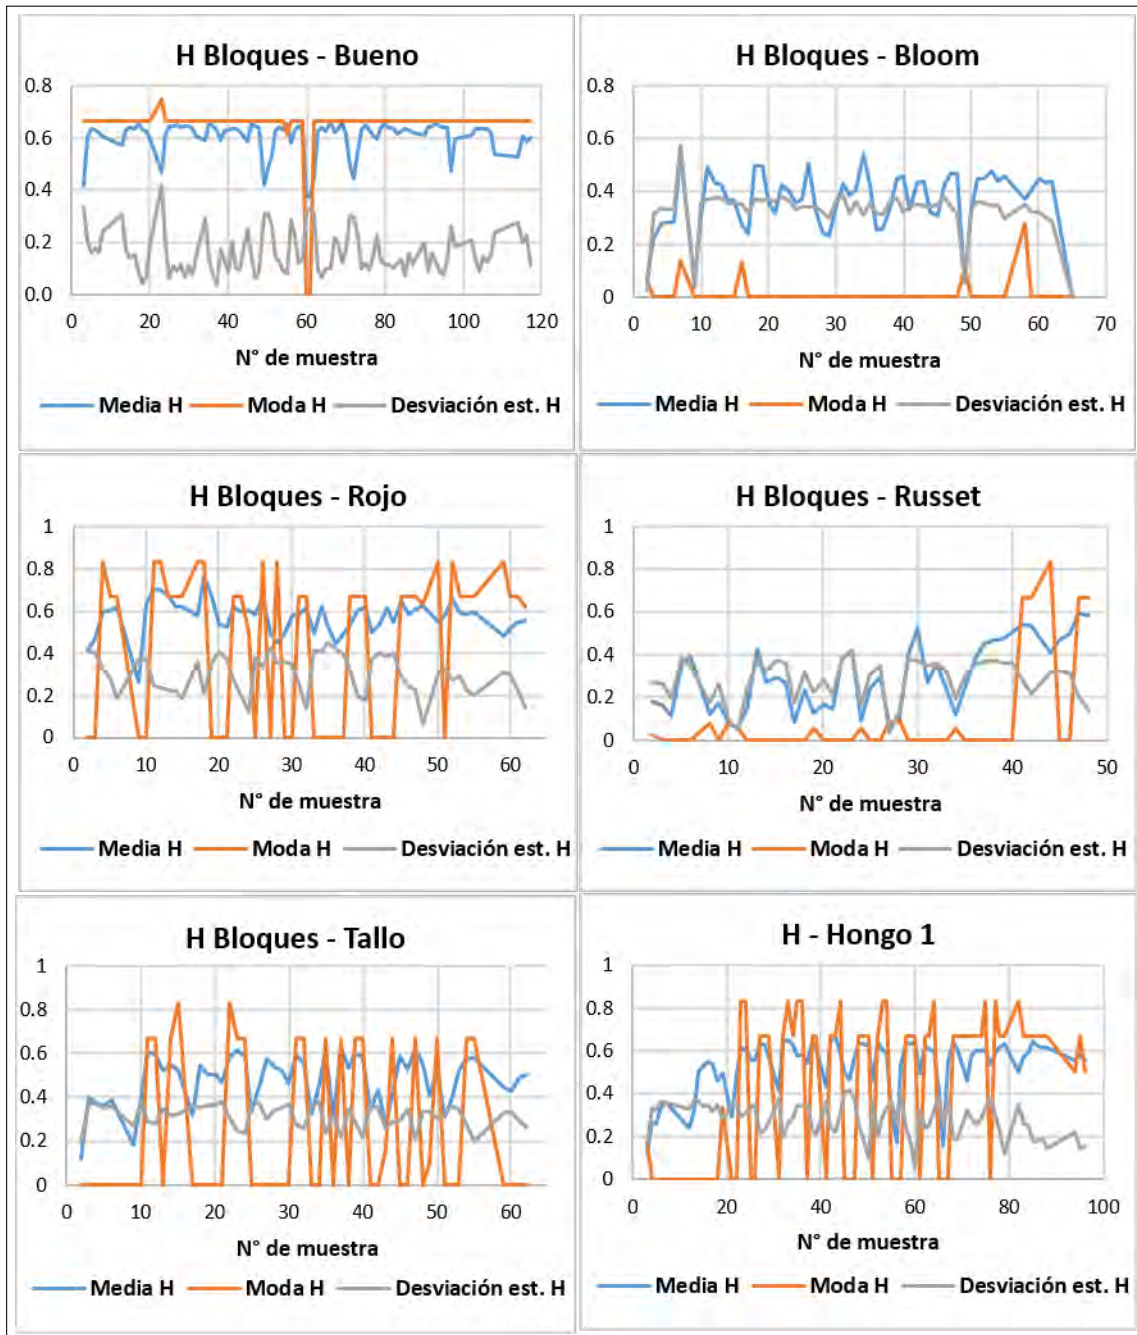 H Bloques - Bueno
0.8
0.6
0.4
0.2
0.0
0 20 40 60 80 100 120
N° de muestra
Media H Moda H Desviación est. H
H Bloques - Bloom
0.8
0.6
0.4
0.2
0
0 10 20 30 40 50 60 70
N° de muestra
Media H Moda H Desviación est. H
H Bloques - Rojo
1
0.8
0.6
0.4
0.2
0
0 10 20 30 40 50 60
N° de muestra
Media H Moda H Desviación est. H
H Bloques - Russet
1
0.8
0.6
0.4
0.2
0
0 10 20 30 40 50
N° de muestra
Media H Moda H Desviación est. H
H Bloques - Tallo
1
0.8
0.6
0.4
0.2
0
0 10 20 30 40 50 60
N° de muestra
Media H Moda H Desviación est. H
H - Hongo 1
1
0.8
0.6
0.4
0.2
0
0 20 40 60 80 100
N° de muestra
Media H Moda H Desviación est. H